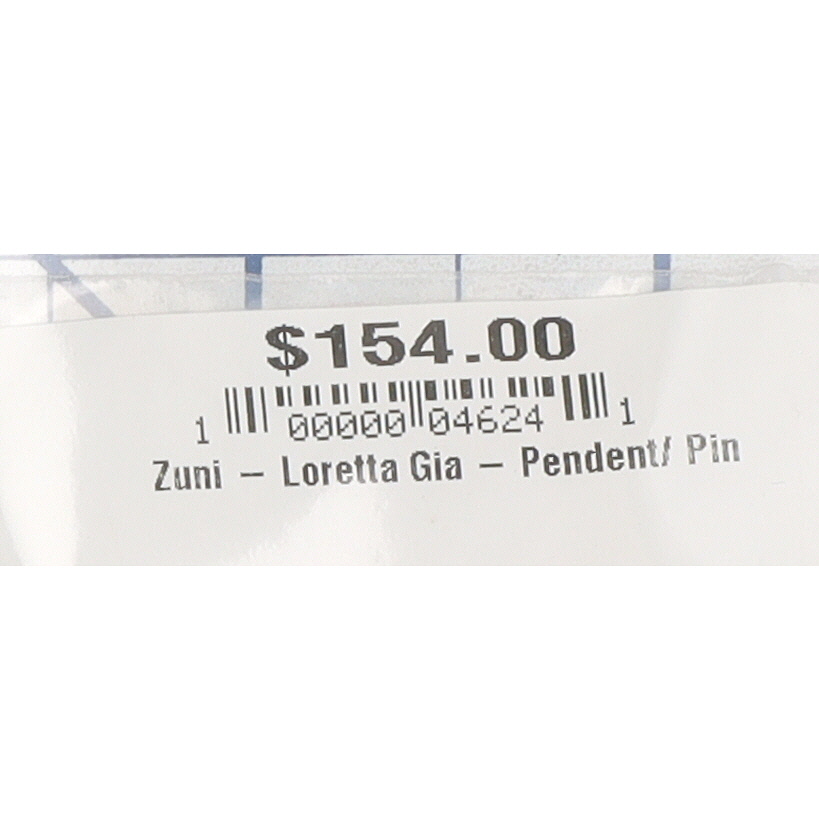 $154.00
1 00000 04624 1
Zuni - Loretta Gia - Pendent/ Pin